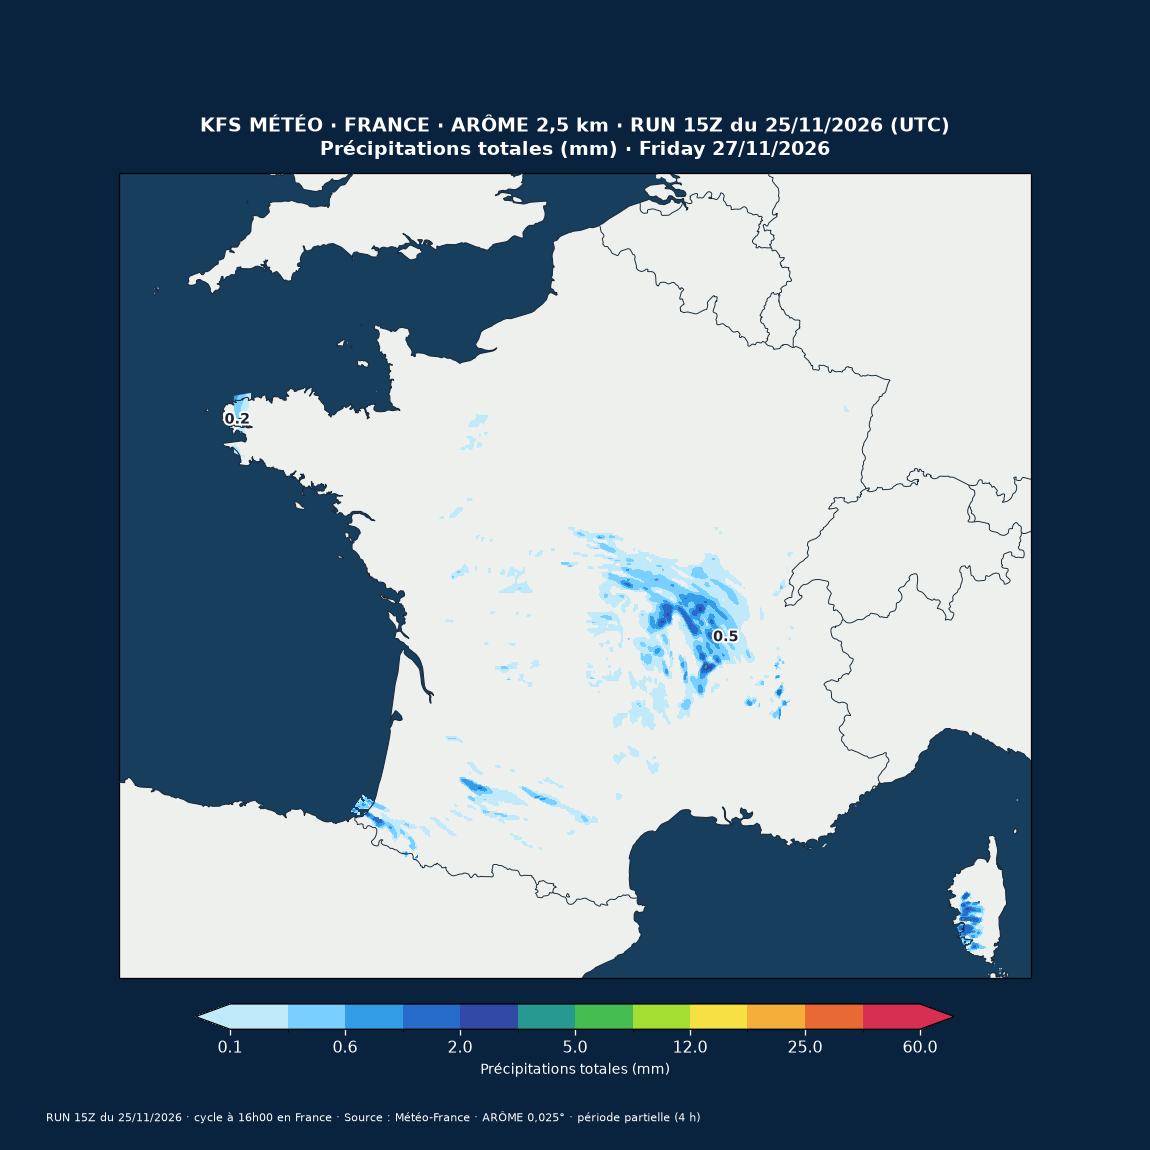 KFS MÉTÉO · FRANCE · ARÔME 2,5 km · RUN 15Z du 25/11/2026 (UTC)
Précipitations totales (mm) · Friday 27/11/2026
0.2
0.5
0.1 0.6 2.0 5.0 12.0 25.0 60.0
Précipitations totales (mm)
RUN 15Z du 25/11/2026 · cycle à 16h00 en France · Source : Météo-France · ARÔME 0,025° · période partielle (4 h)